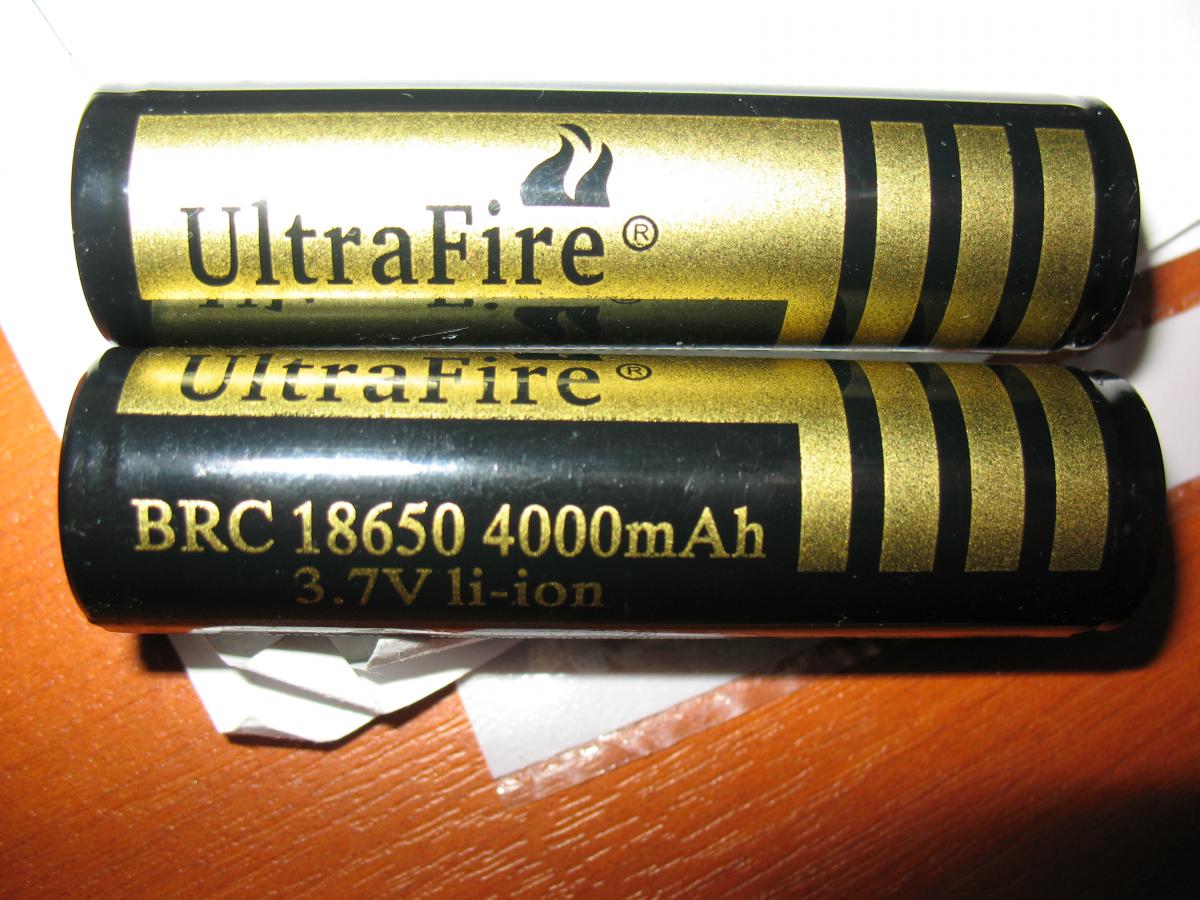 UltraFire®
UltraFire®
BRC 18650 4000mAh
3.7V li-ion